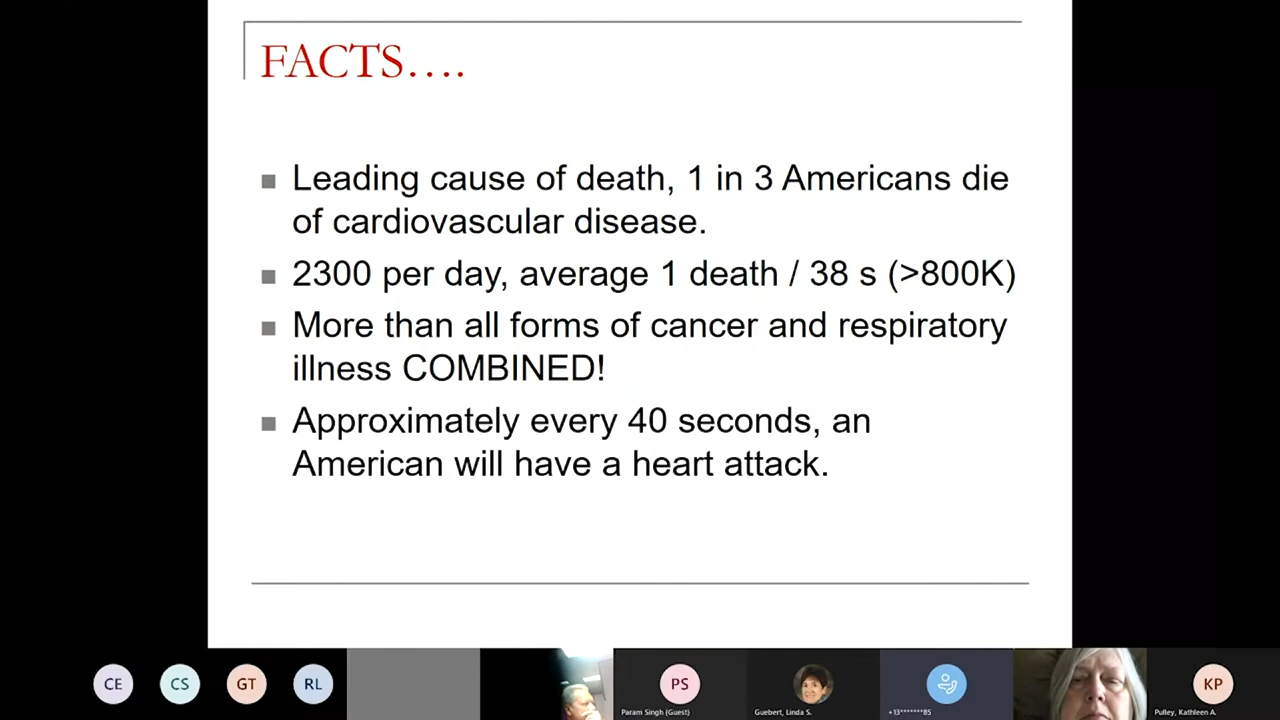 FACTS….
Leading cause of death, 1 in 3 Americans die
of cardiovascular disease.
2300 per day, average 1 death / 38 s (>800K)
More than all forms of cancer and respiratory
illness COMBINED!
Approximately every 40 seconds, an
American will have a heart attack.
CE
CS
GT
RL
PS
KP
Param Singh (Guest)
Guebert, Linda S.
+13*******85
Pulley, Kathleen A.